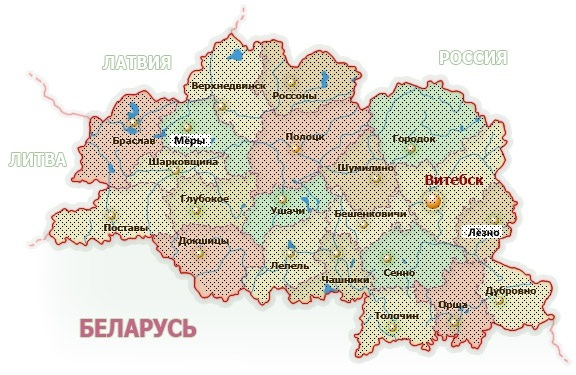 ЛАТВИЯ
РОССИЯ
Верхнедвинск
Россоны
Браслав
Мёры
Полоцк
Городок
ЛИТВА
Шарковщина
Шумилино
Витебск
Глубокое
Ушачи
Бешенковичи
Поставы
Лёзно
Докшицы
Лепель
Чашники
Сенно
Дубровно
Орша
Толочин
БЕЛАРУСЬ